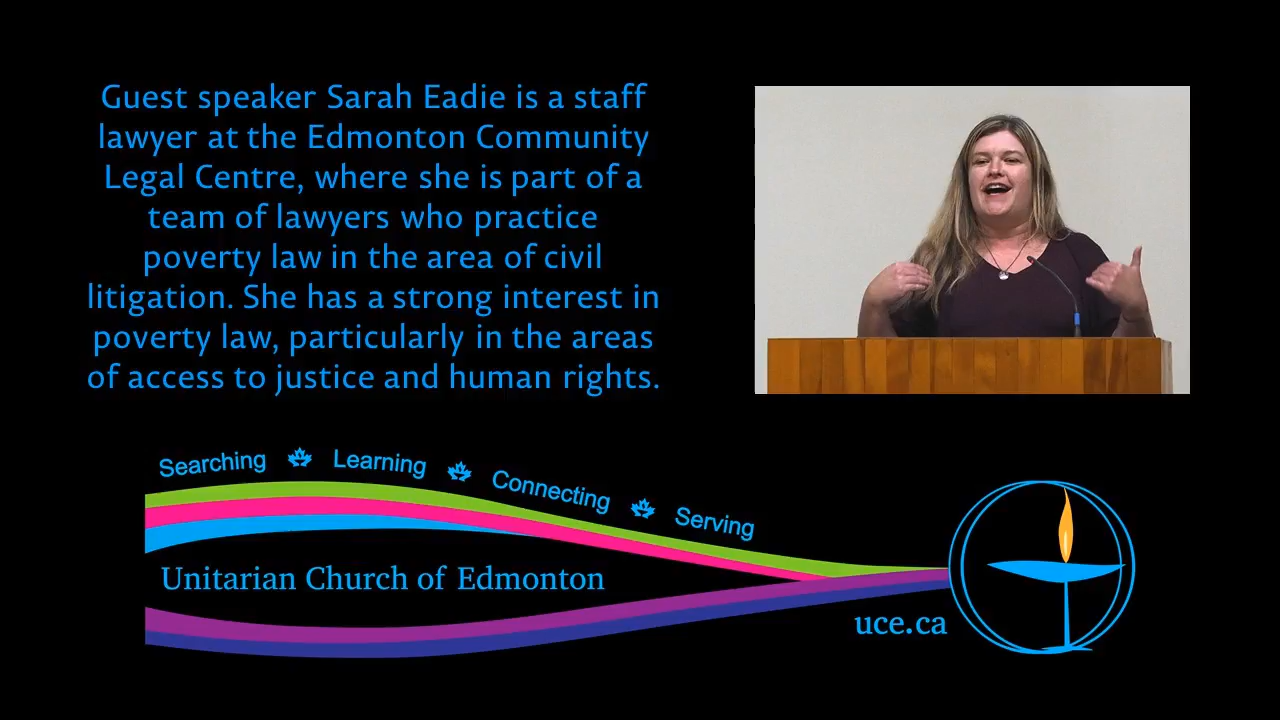 Guest speaker Sarah Eadie is a staff
lawyer at the Edmonton Community
Legal Centre, where she is part of a
team of lawyers who practice
poverty law in the area of civil
litigation. She has a strong interest in
poverty law, particularly in the areas
of access to justice and human rights.
Searching Learning Connecting Serving
Unitarian Church of Edmonton
uce.ca